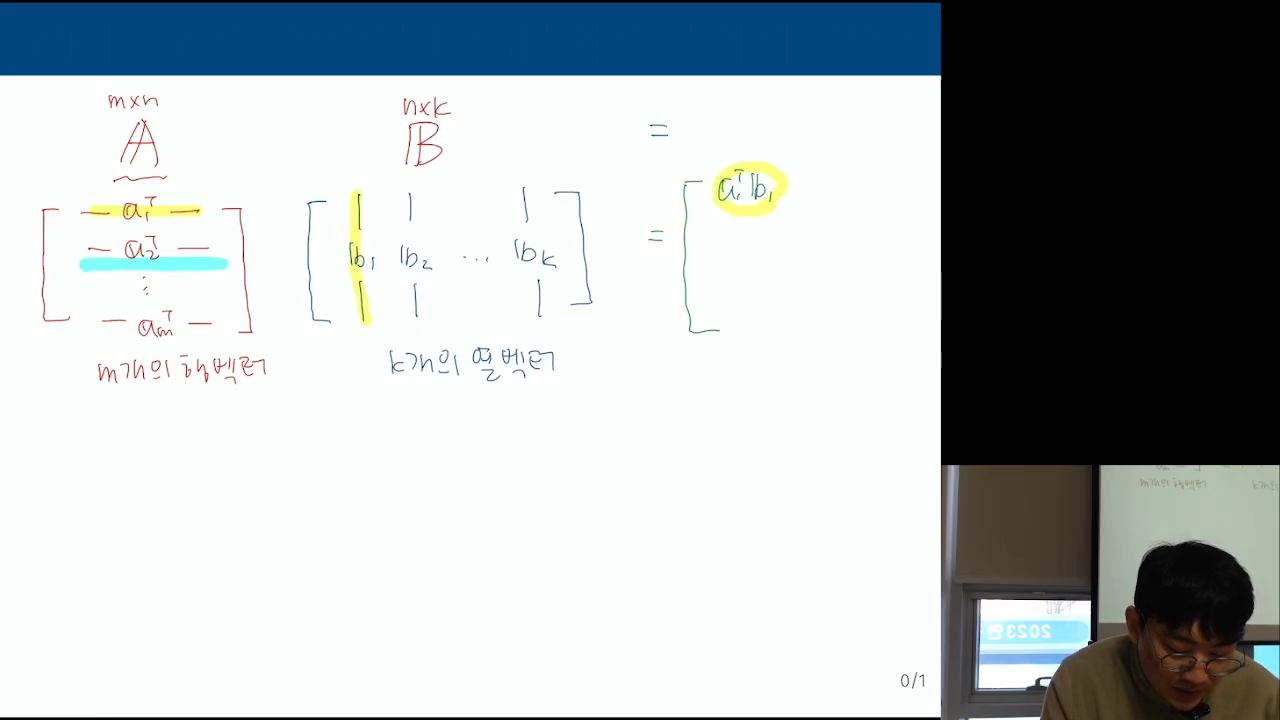 m×n
n×k
𝔸
𝔹
=
a₁ᵀ
a₂ᵀ
⋮
aₘᵀ
b₁ b₂ … bₖ
=
a₁ᵀb₁
m개의 행벡터
k개의 열벡터
0/1
2023